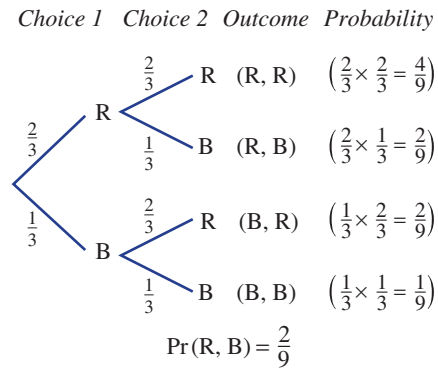 Choice 1 Choice 2 Outcome Probability
2/3 R (R, R) (2/3 × 2/3 = 4/9)
R
2/3
1/3 B (R, B) (2/3 × 1/3 = 2/9)
2/3 R (B, R) (1/3 × 2/3 = 2/9)
1/3
B
1/3 B (B, B) (1/3 × 1/3 = 1/9)
Pr (R, B) = 2/9